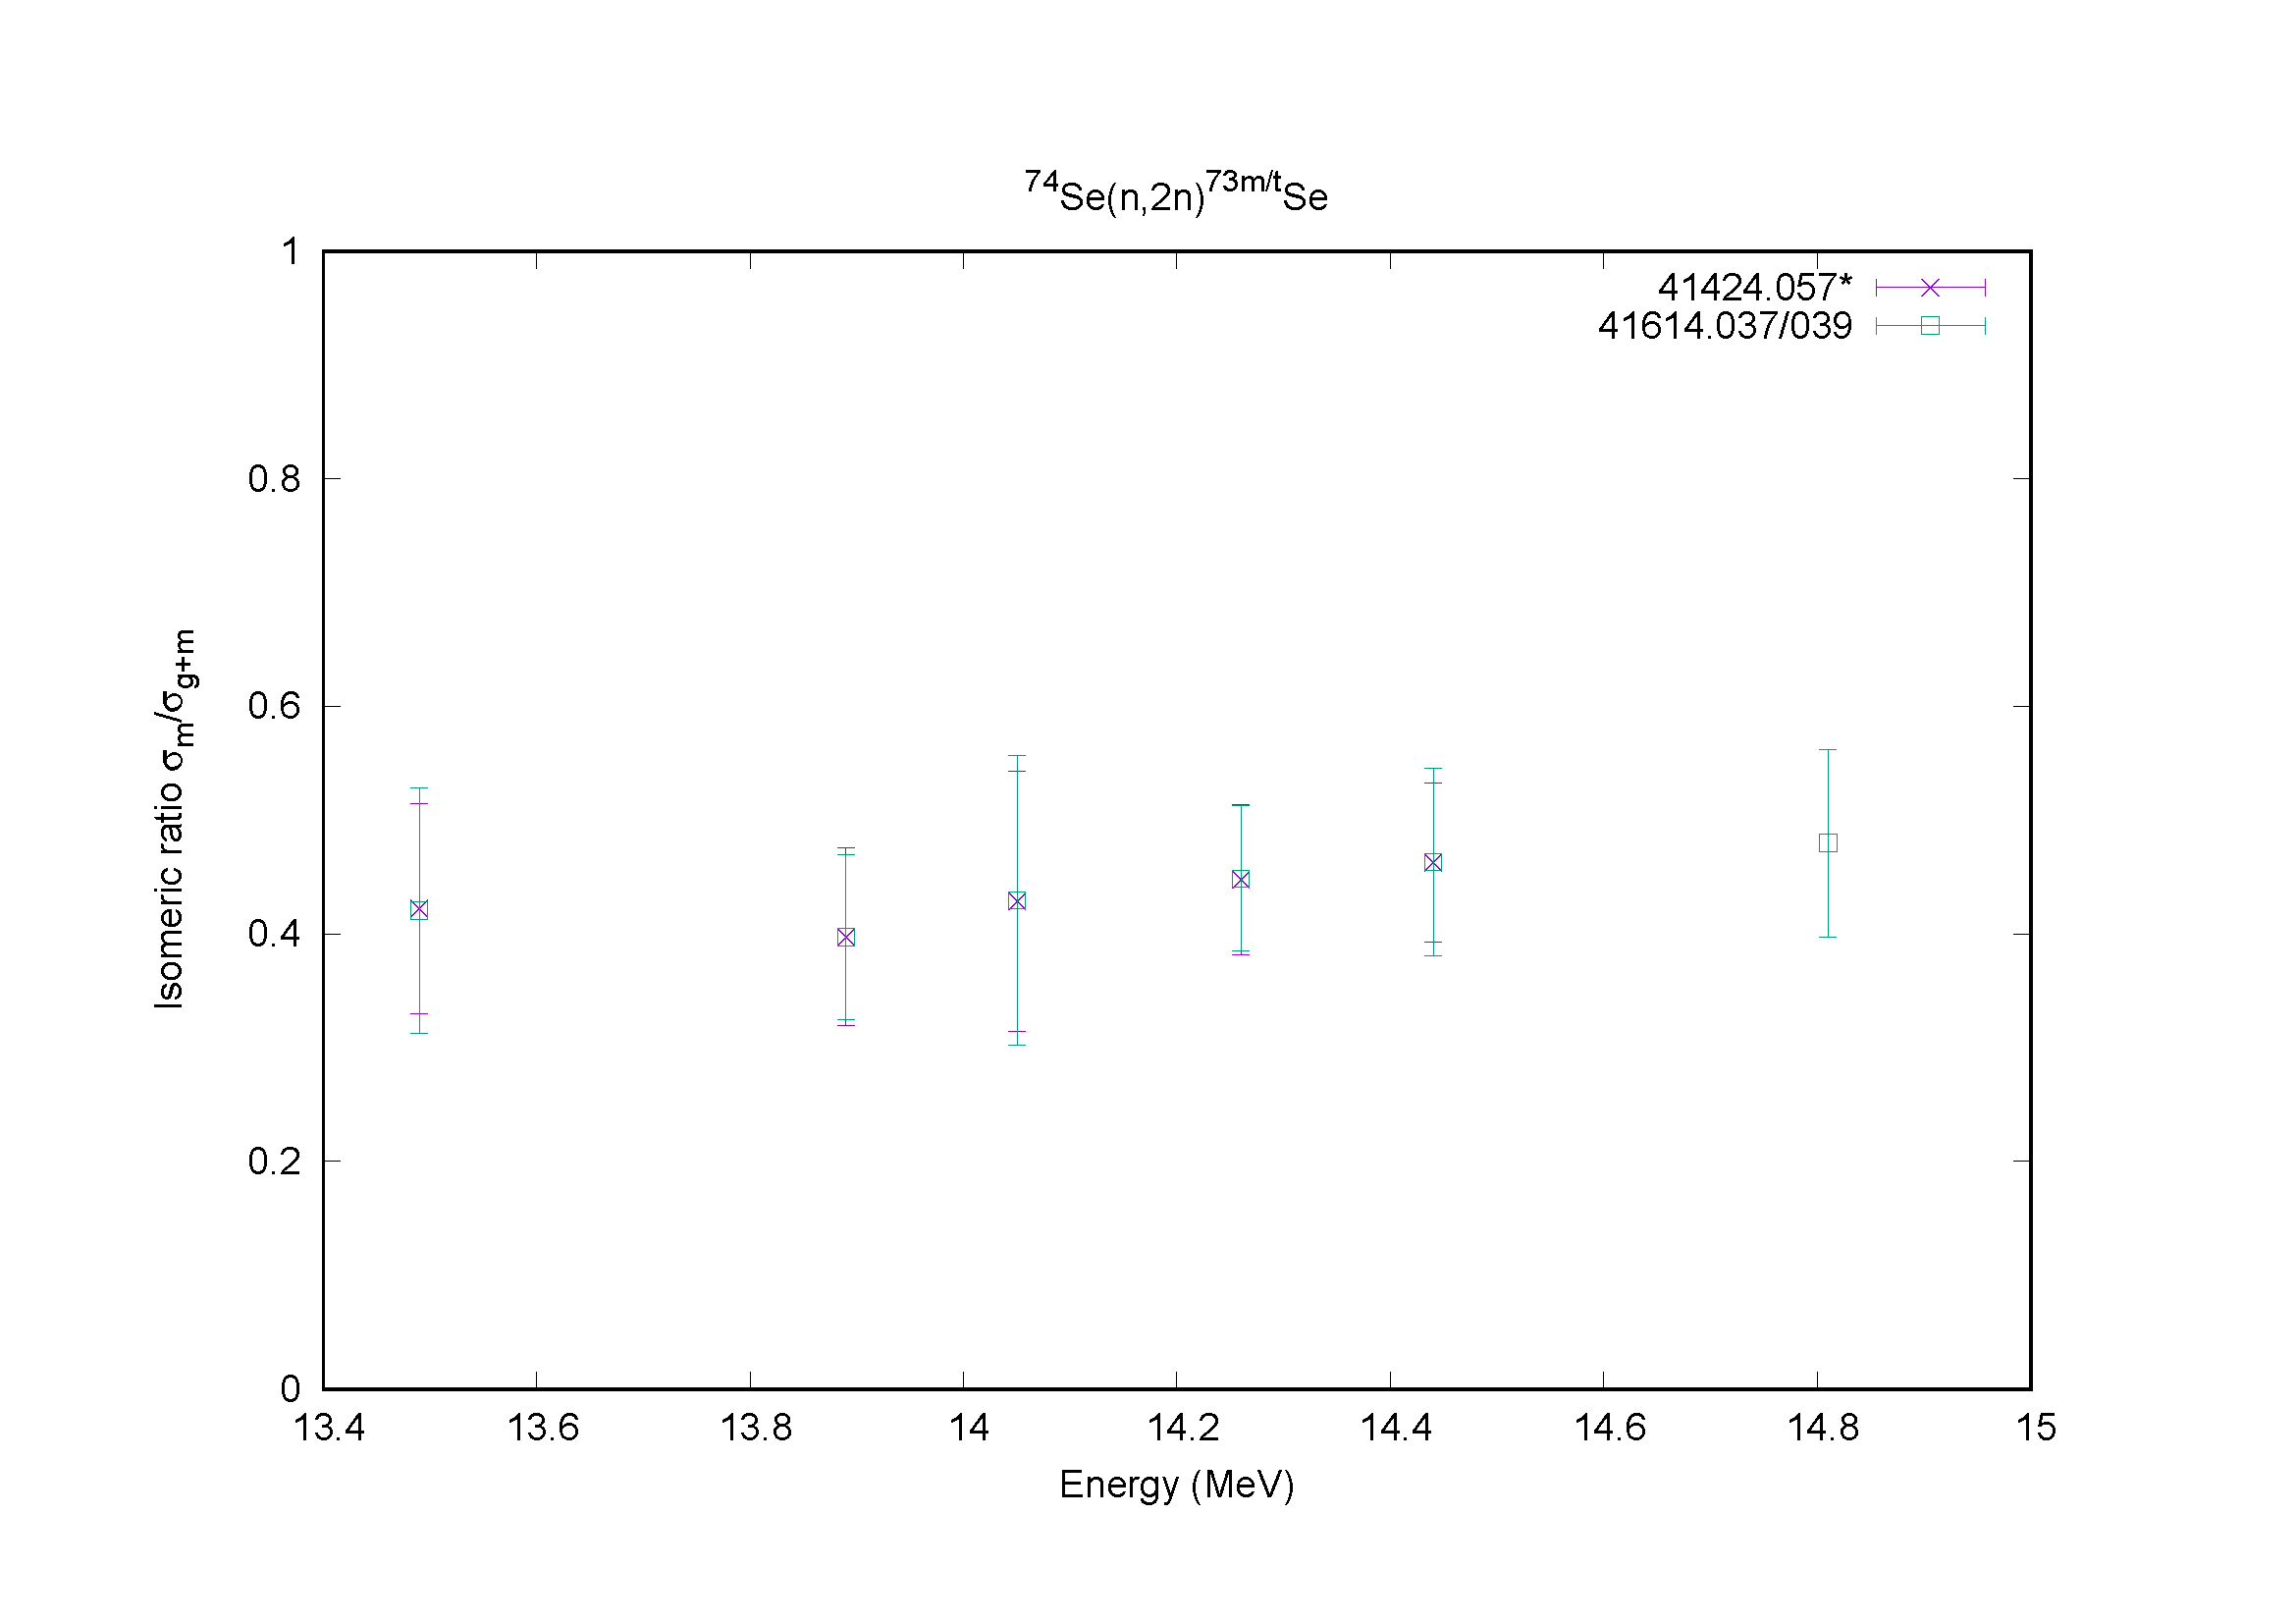 74Se(n,2n)73m/tSe
1
41424.057*
41614.037/039
0.8
0.6
0.4
0.2
0
Isomeric ratio σm/σg+m
13.4 13.6 13.8 14 14.2 14.4 14.6 14.8 15
Energy (MeV)